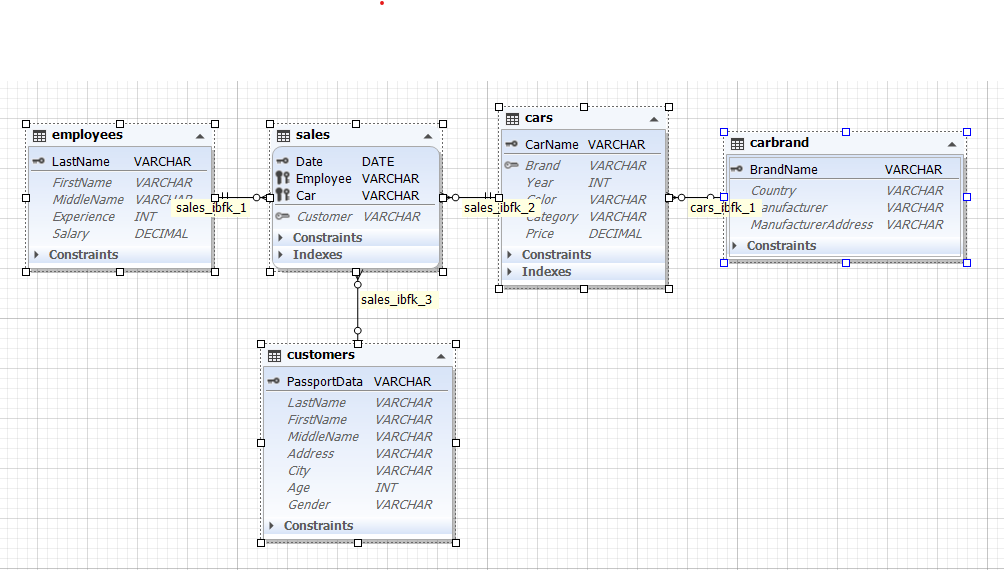 employees
LastName VARCHAR
FirstName VARCHAR
MiddleName VARCHAR
Experience INT
Salary DECIMAL
Constraints
sales_ibfk_1
sales
Date DATE
Employee VARCHAR
Car VARCHAR
Customer VARCHAR
Constraints
Indexes
sales_ibfk_2
cars
CarName VARCHAR
Brand VARCHAR
Year INT
Color VARCHAR
Category VARCHAR
Price DECIMAL
Constraints
Indexes
cars_ibfk_1
carbrand
BrandName VARCHAR
Country VARCHAR
Manufacturer VARCHAR
ManufacturerAddress VARCHAR
Constraints
sales_ibfk_3
customers
PassportData VARCHAR
LastName VARCHAR
FirstName VARCHAR
MiddleName VARCHAR
Address VARCHAR
City VARCHAR
Age INT
Gender VARCHAR
Constraints